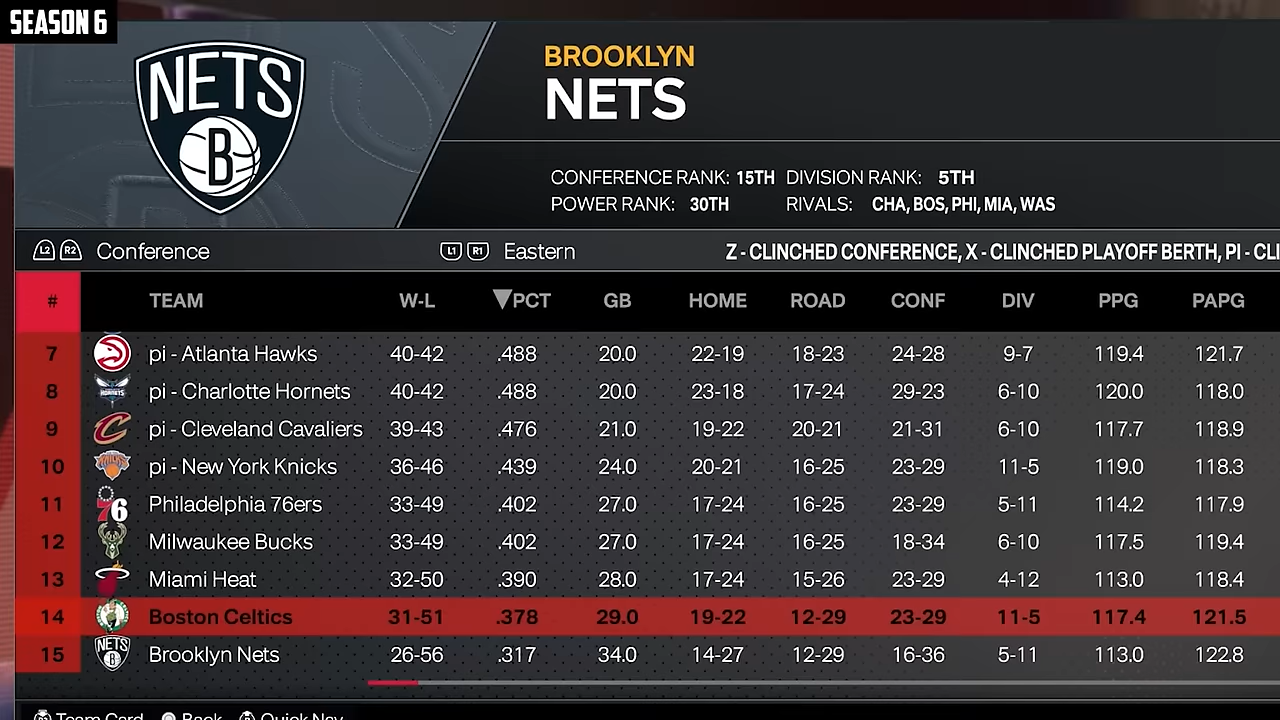 SEASON 6
NETS
B
BROOKLYN
NETS
CONFERENCE RANK: 15TH DIVISION RANK: 5TH
POWER RANK: 30TH RIVALS: CHA, BOS, PHI, MIA, WAS
L2 R2 Conference L1 R1 Eastern Z - CLINCHED CONFERENCE, X - CLINCHED PLAYOFF BERTH, PI - CLI
# TEAM W-L ▼PCT GB HOME ROAD CONF DIV PPG PAPG
7 pi - Atlanta Hawks 40-42 .488 20.0 22-19 18-23 24-28 9-7 119.4 121.7
8 pi - Charlotte Hornets 40-42 .488 20.0 23-18 17-24 29-23 6-10 120.0 118.0
9 pi - Cleveland Cavaliers 39-43 .476 21.0 19-22 20-21 21-31 6-10 117.7 118.9
10 pi - New York Knicks 36-46 .439 24.0 20-21 16-25 23-29 11-5 119.0 118.3
11 Philadelphia 76ers 33-49 .402 27.0 17-24 16-25 23-29 5-11 114.2 117.9
12 Milwaukee Bucks 33-49 .402 27.0 17-24 16-25 18-34 6-10 117.5 119.4
13 Miami Heat 32-50 .390 28.0 17-24 15-26 23-29 4-12 113.0 118.4
14 Boston Celtics 31-51 .378 29.0 19-22 12-29 23-29 11-5 117.4 121.5
15 Brooklyn Nets 26-56 .317 34.0 14-27 12-29 16-36 5-11 113.0 122.8
Team Card Back Quick Nav